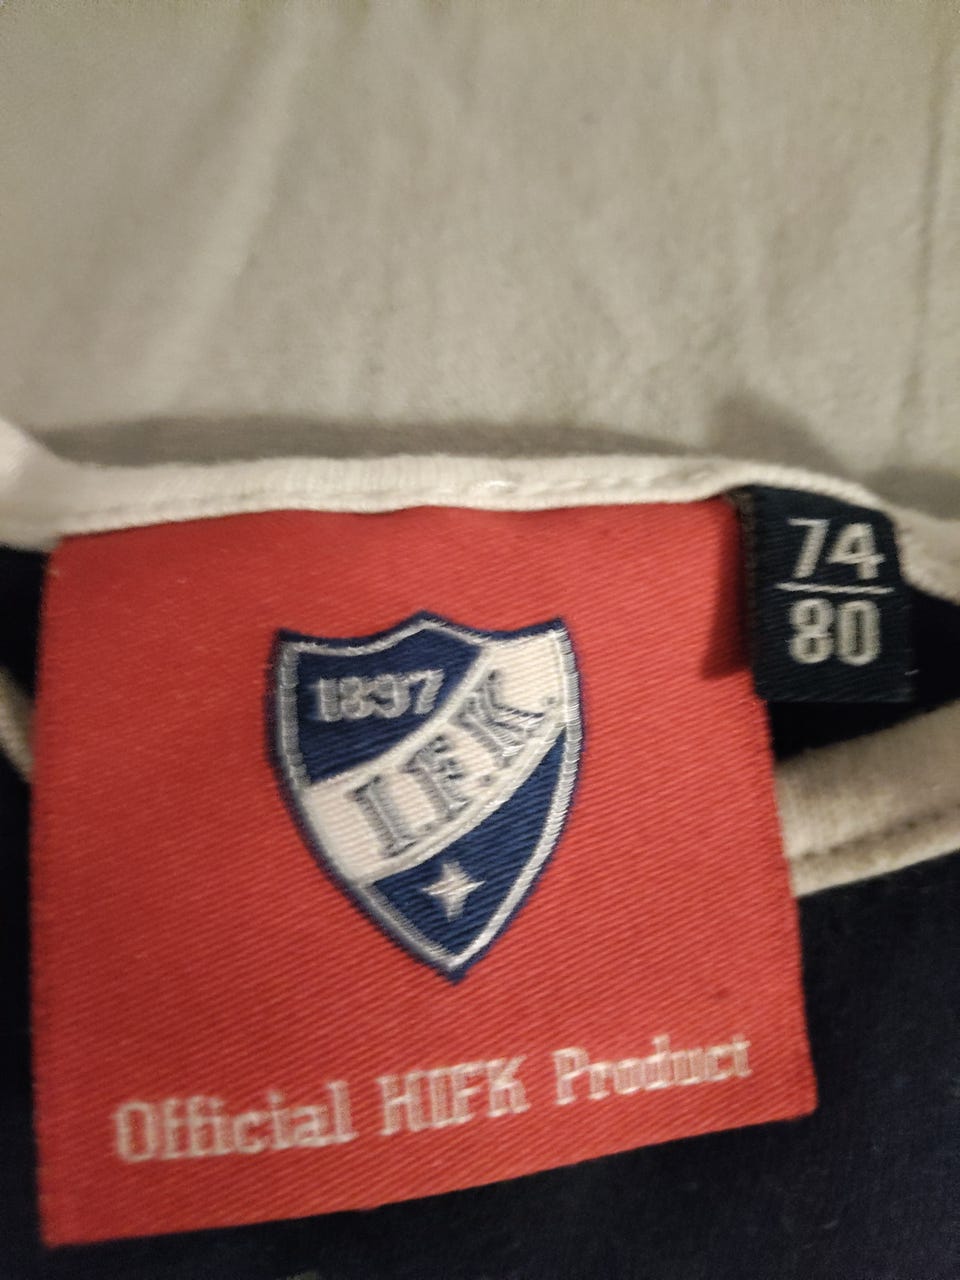 74
80
1897
I.F.K.
Official HIFK Product